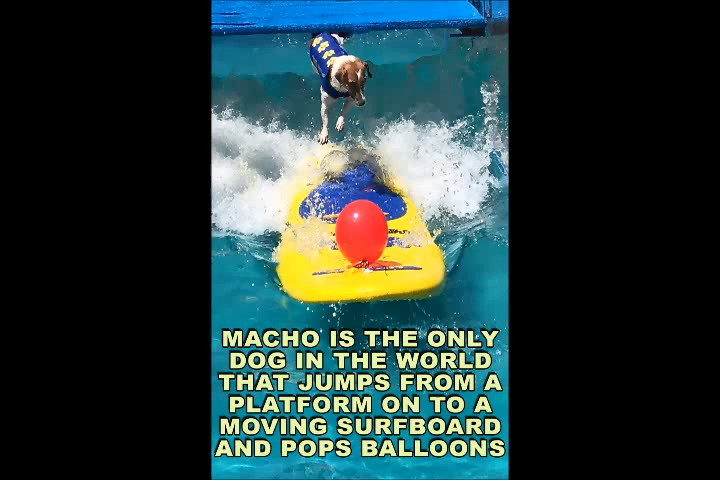 MACHO IS THE ONLY
DOG IN THE WORLD
THAT JUMPS FROM A
PLATFORM ON TO A
MOVING SURFBOARD
AND POPS BALLOONS